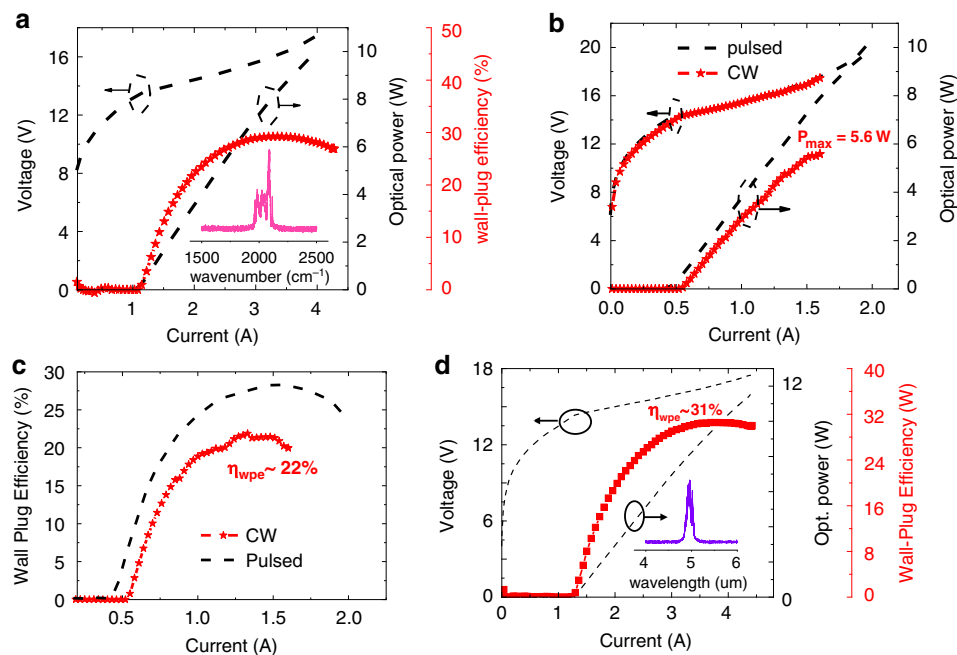 a
Voltage (V)
16
12
8
4
0
1
2
3
4
Current (A)
10
8
6
4
2
0
Optical power (W)
50
40
30
20
10
0
wall-plug efficiency (%)
1500 2000 2500
wavenumber (cm⁻¹)
b
Voltage (V)
20
16
12
8
4
0
pulsed
CW
Pmax = 5.6 W
0.0 0.5 1.0 1.5 2.0
Current (A)
10
8
6
4
2
0
Optical power (W)
c
Wall Plug Efficiency (%)
30
25
20
15
10
5
0
ηwpe~ 22%
CW
Pulsed
0.5 1.0 1.5 2.0
Current (A)
d
Voltage (V)
18
15
12
9
6
3
0
ηwpe~31%
4 5 6
wavelength (um)
0 1 2 3 4
Current (A)
12
0
Opt. power (W)
40
32
24
16
8
0
Wall-Plug Efficiency (W)